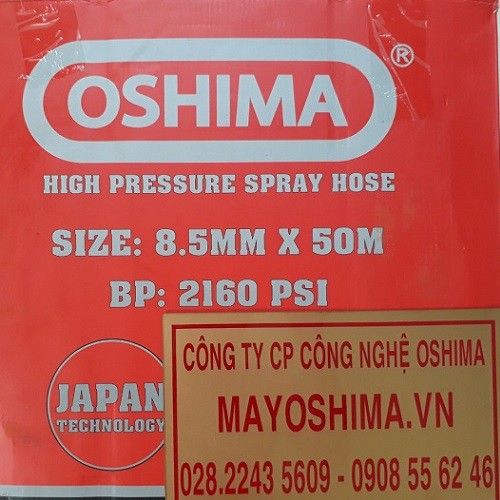 OSHIMA®
HIGH PRESSURE SPRAY HOSE
SIZE: 8.5MM X 50M
BP: 2160 PSI
JAPAN
TECHNOLOGY
CÔNG TY CP CÔNG NGHỆ OSHIMA
MAYOSHIMA.VN
028.2243 5609 - 0908 55 62 46